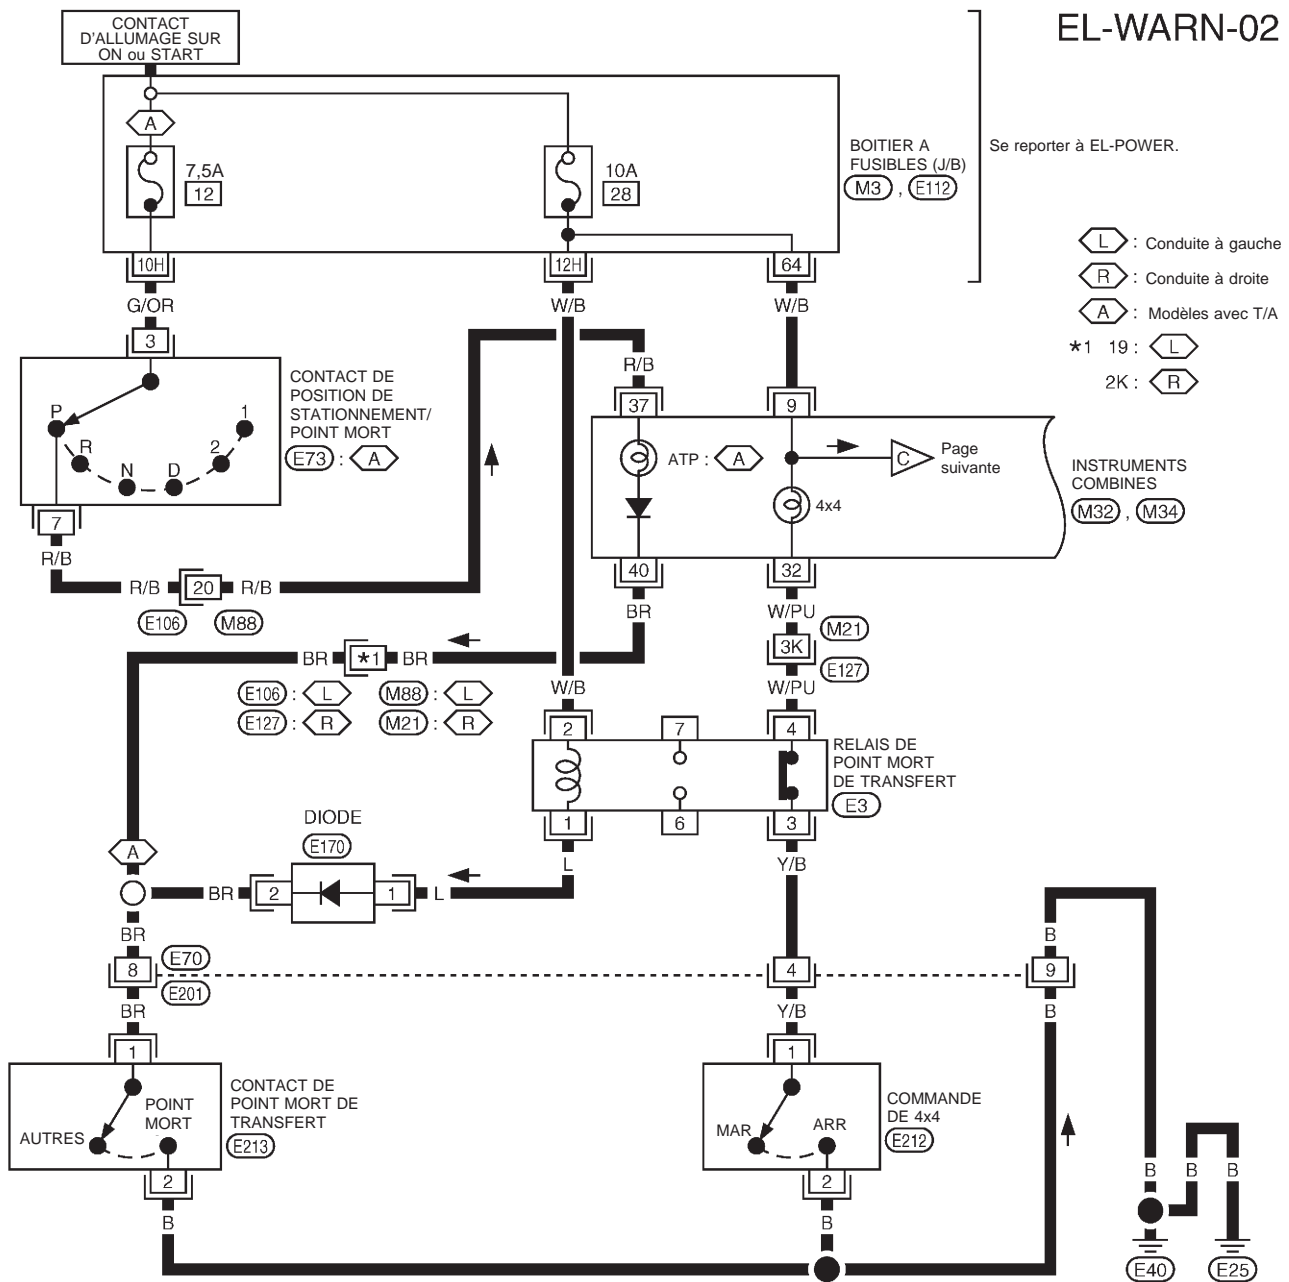 EL-WARN-02
CONTACT
D'ALLUMAGE SUR
ON ou START
A
7,5A
12
10A
28
BOITIER A
FUSIBLES (J/B)
M3 , E112
Se reporter à EL-POWER.
L : Conduite à gauche
R : Conduite à droite
A : Modèles avec T/A
*1 19 : L
2K : R
10H
12H
64
G/OR
W/B
W/B
3
R/B
CONTACT DE
POSITION DE
STATIONNEMENT/
POINT MORT
E73 : A
P
R
N
D
2
1
37
9
ATP : A
C
Page
suivante
4x4
INSTRUMENTS
COMBINES
M32 , M34
7
R/B
R/B
20
R/B
E106
M88
40
32
BR
W/PU
M21
3K
E127
W/PU
BR
*1
BR
E106 : L
M88 : L
E127 : R
M21 : R
W/B
2
7
4
RELAIS DE
POINT MORT
DE TRANSFERT
E3
1
6
3
L
Y/B
DIODE
E170
A
BR
2
1
L
BR
8
E70
E201
BR
4
Y/B
B
9
B
1
CONTACT DE
POINT MORT DE
TRANSFERT
E213
POINT
MORT
AUTRES
2
B
1
COMMANDE
DE 4x4
E212
MAR
ARR
2
B
B
B
B
E40
E25